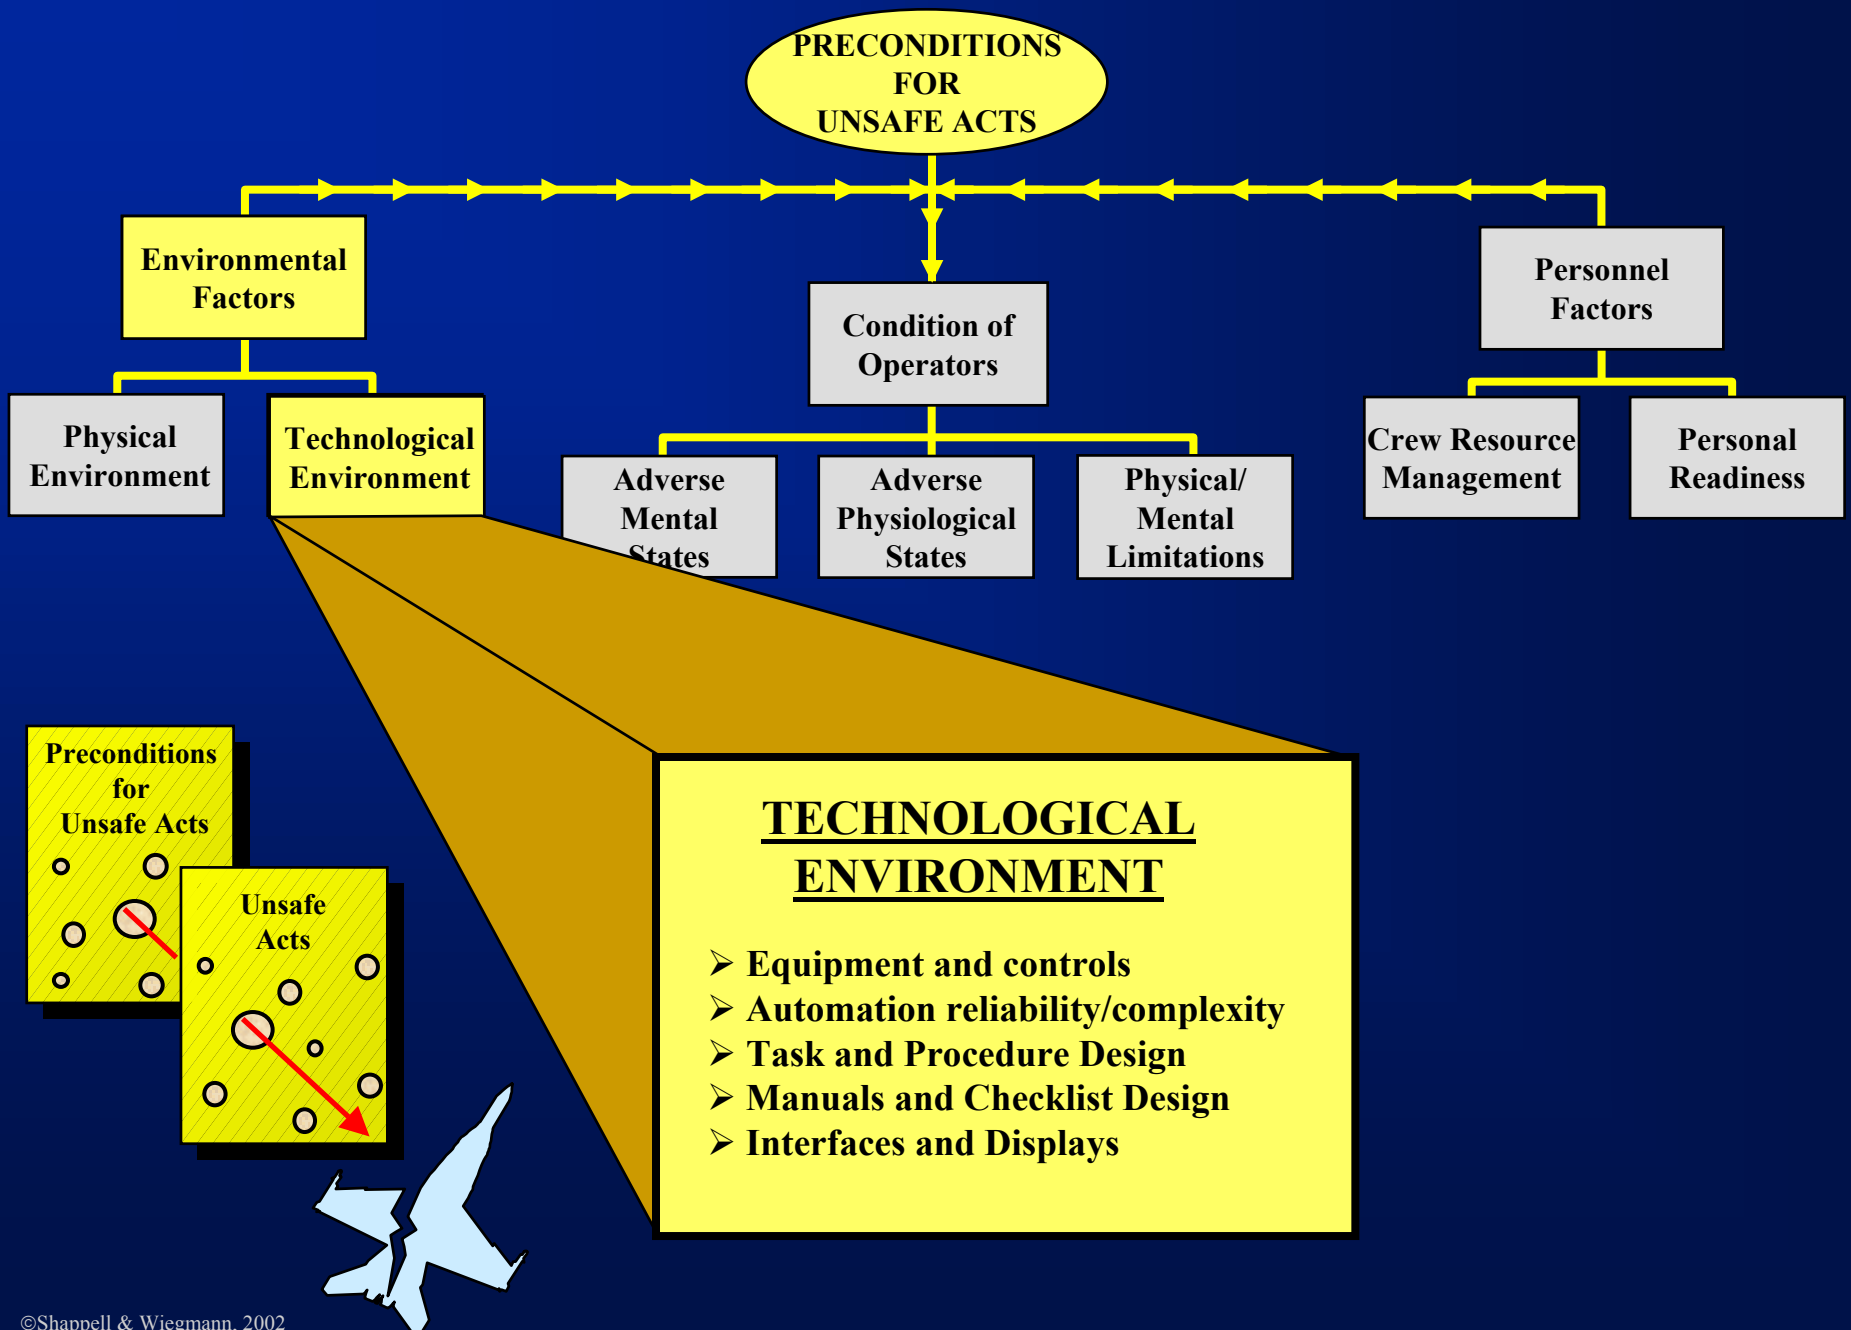 PRECONDITIONS
FOR
UNSAFE ACTS
Environmental
Factors
Condition of
Operators
Personnel
Factors
Physical
Environment
Technological
Environment
Adverse
Mental
States
Adverse
Physiological
States
Physical/
Mental
Limitations
Crew Resource
Management
Personal
Readiness
Preconditions
for
Unsafe Acts
Unsafe
Acts
TECHNOLOGICAL
ENVIRONMENT
➢ Equipment and controls
➢ Automation reliability/complexity
➢ Task and Procedure Design
➢ Manuals and Checklist Design
➢ Interfaces and Displays
©Shappell & Wiegmann, 2002